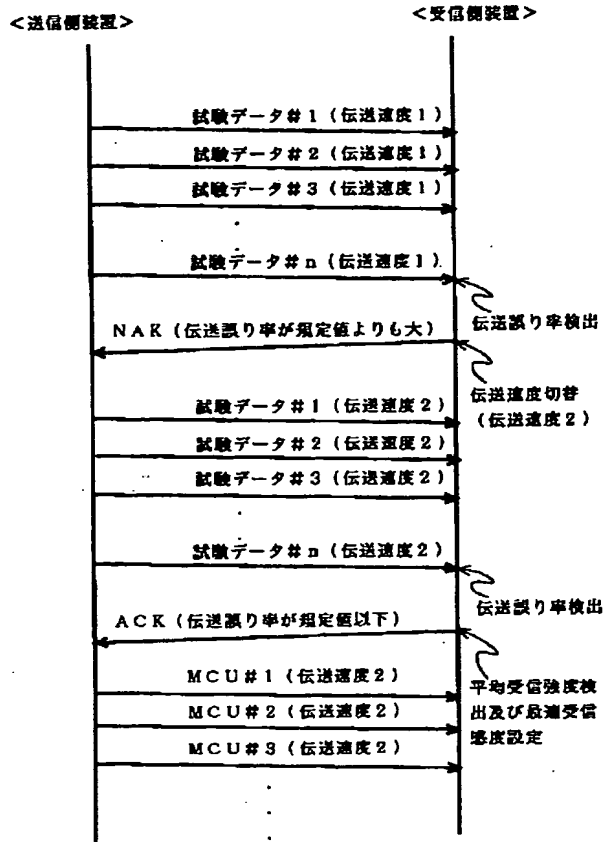 ＜送信側装置＞
＜受信側装置＞
試験データ＃１（伝送速度１）
試験データ＃２（伝送速度１）
試験データ＃３（伝送速度１）
試験データ＃ｎ（伝送速度１）
伝送誤り率検出
ＮＡＫ（伝送誤り率が規定値よりも大）
伝送速度切替
（伝送速度２）
試験データ＃１（伝送速度２）
試験データ＃２（伝送速度２）
試験データ＃３（伝送速度２）
試験データ＃ｎ（伝送速度２）
伝送誤り率検出
ＡＣＫ（伝送誤り率が規定値以下）
平均受信強度検
出及び最適受信
感度設定
ＭＣＵ＃１（伝送速度２）
ＭＣＵ＃２（伝送速度２）
ＭＣＵ＃３（伝送速度２）